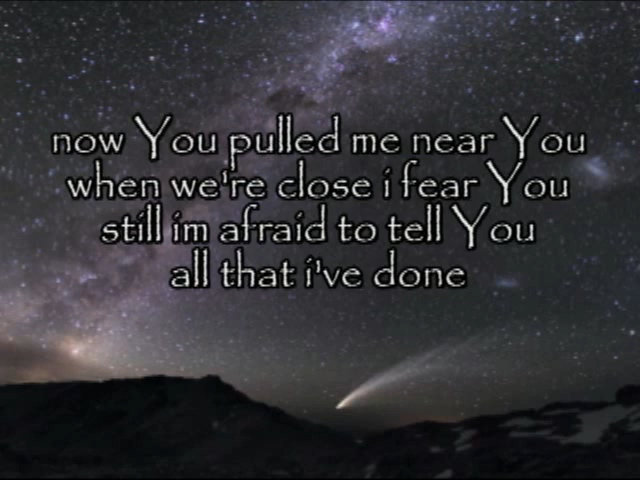 now You pulled me near You
when we're close i fear You
still im afraid to tell You
all that i've done